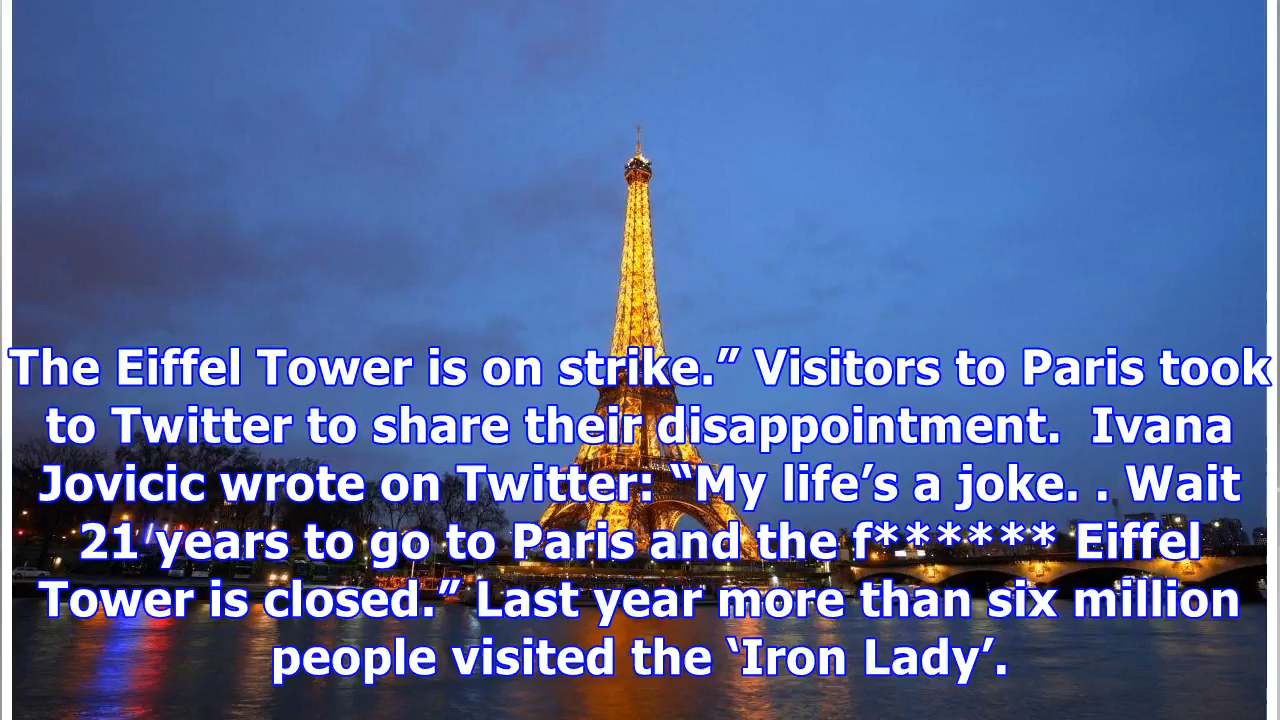 The Eiffel Tower is on strike.” Visitors to Paris took
to Twitter to share their disappointment.  Ivana
Jovicic wrote on Twitter: “My life’s a joke. . Wait
21 years to go to Paris and the f****** Eiffel
Tower is closed.” Last year more than six million
people visited the ‘Iron Lady’.